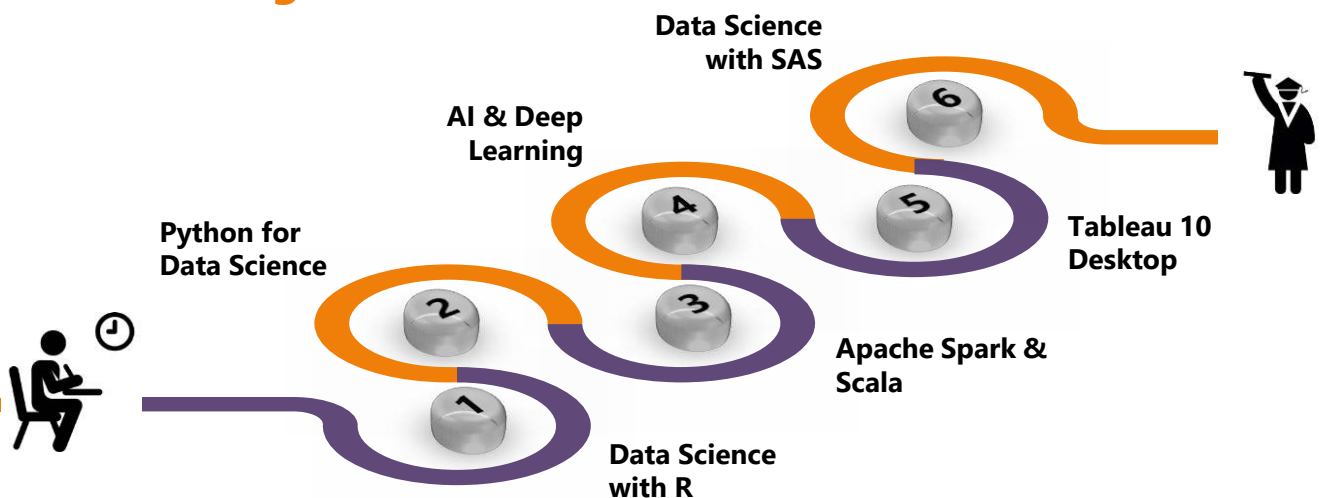 Data Science
with SAS
6
AI & Deep
Learning
4
5
Tableau 10
Desktop
Python for
Data Science
2
3
Apache Spark &
Scala
1
Data Science
with R